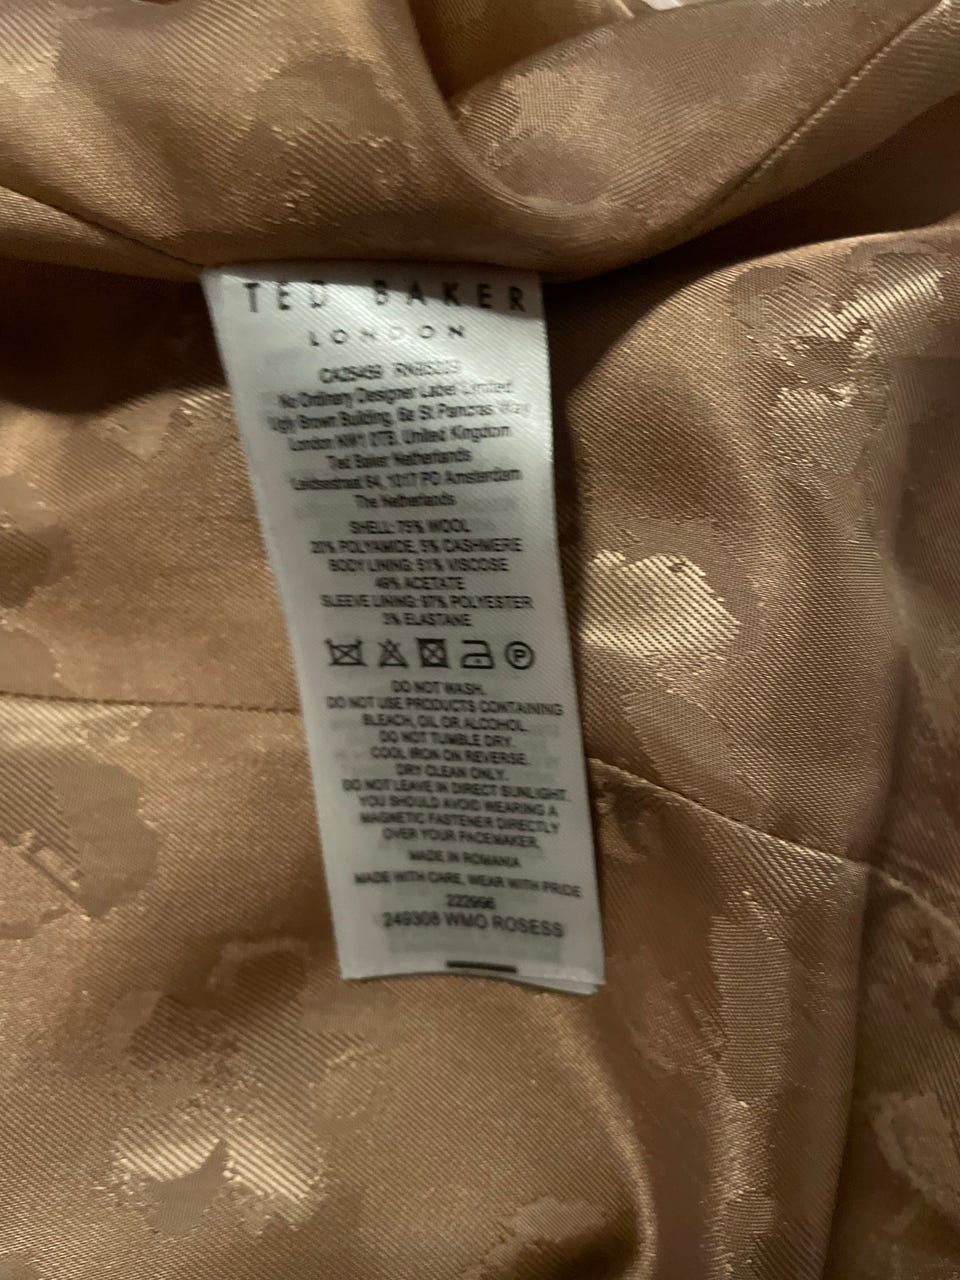 TED BAKER
LONDON
No Ordinary Designer Label Limited
Ugly Brown Building, 6a St Pancras Way
London NW1 0TB, United Kingdom
Ted Baker Netherlands
Leidsestraat 64, 1017 PD Amsterdam
The Netherlands
SHELL: 75% WOOL
20% POLYAMIDE, 5% CASHMERE
BODY LINING: 51% VISCOSE
49% ACETATE
SLEEVE LINING: 97% POLYESTER
3% ELASTANE
P
DO NOT WASH.
DO NOT USE PRODUCTS CONTAINING
BLEACH, OIL OR ALCOHOL.
DO NOT TUMBLE DRY.
COOL IRON ON REVERSE.
DRY CLEAN ONLY.
DO NOT LEAVE IN DIRECT SUNLIGHT.
YOU SHOULD AVOID WEARING A
MAGNETIC FASTENER DIRECTLY
OVER YOUR PACEMAKER.
MADE IN ROMANIA
MADE WITH CARE, WEAR WITH PRIDE
222996
249308 WMO ROSESS